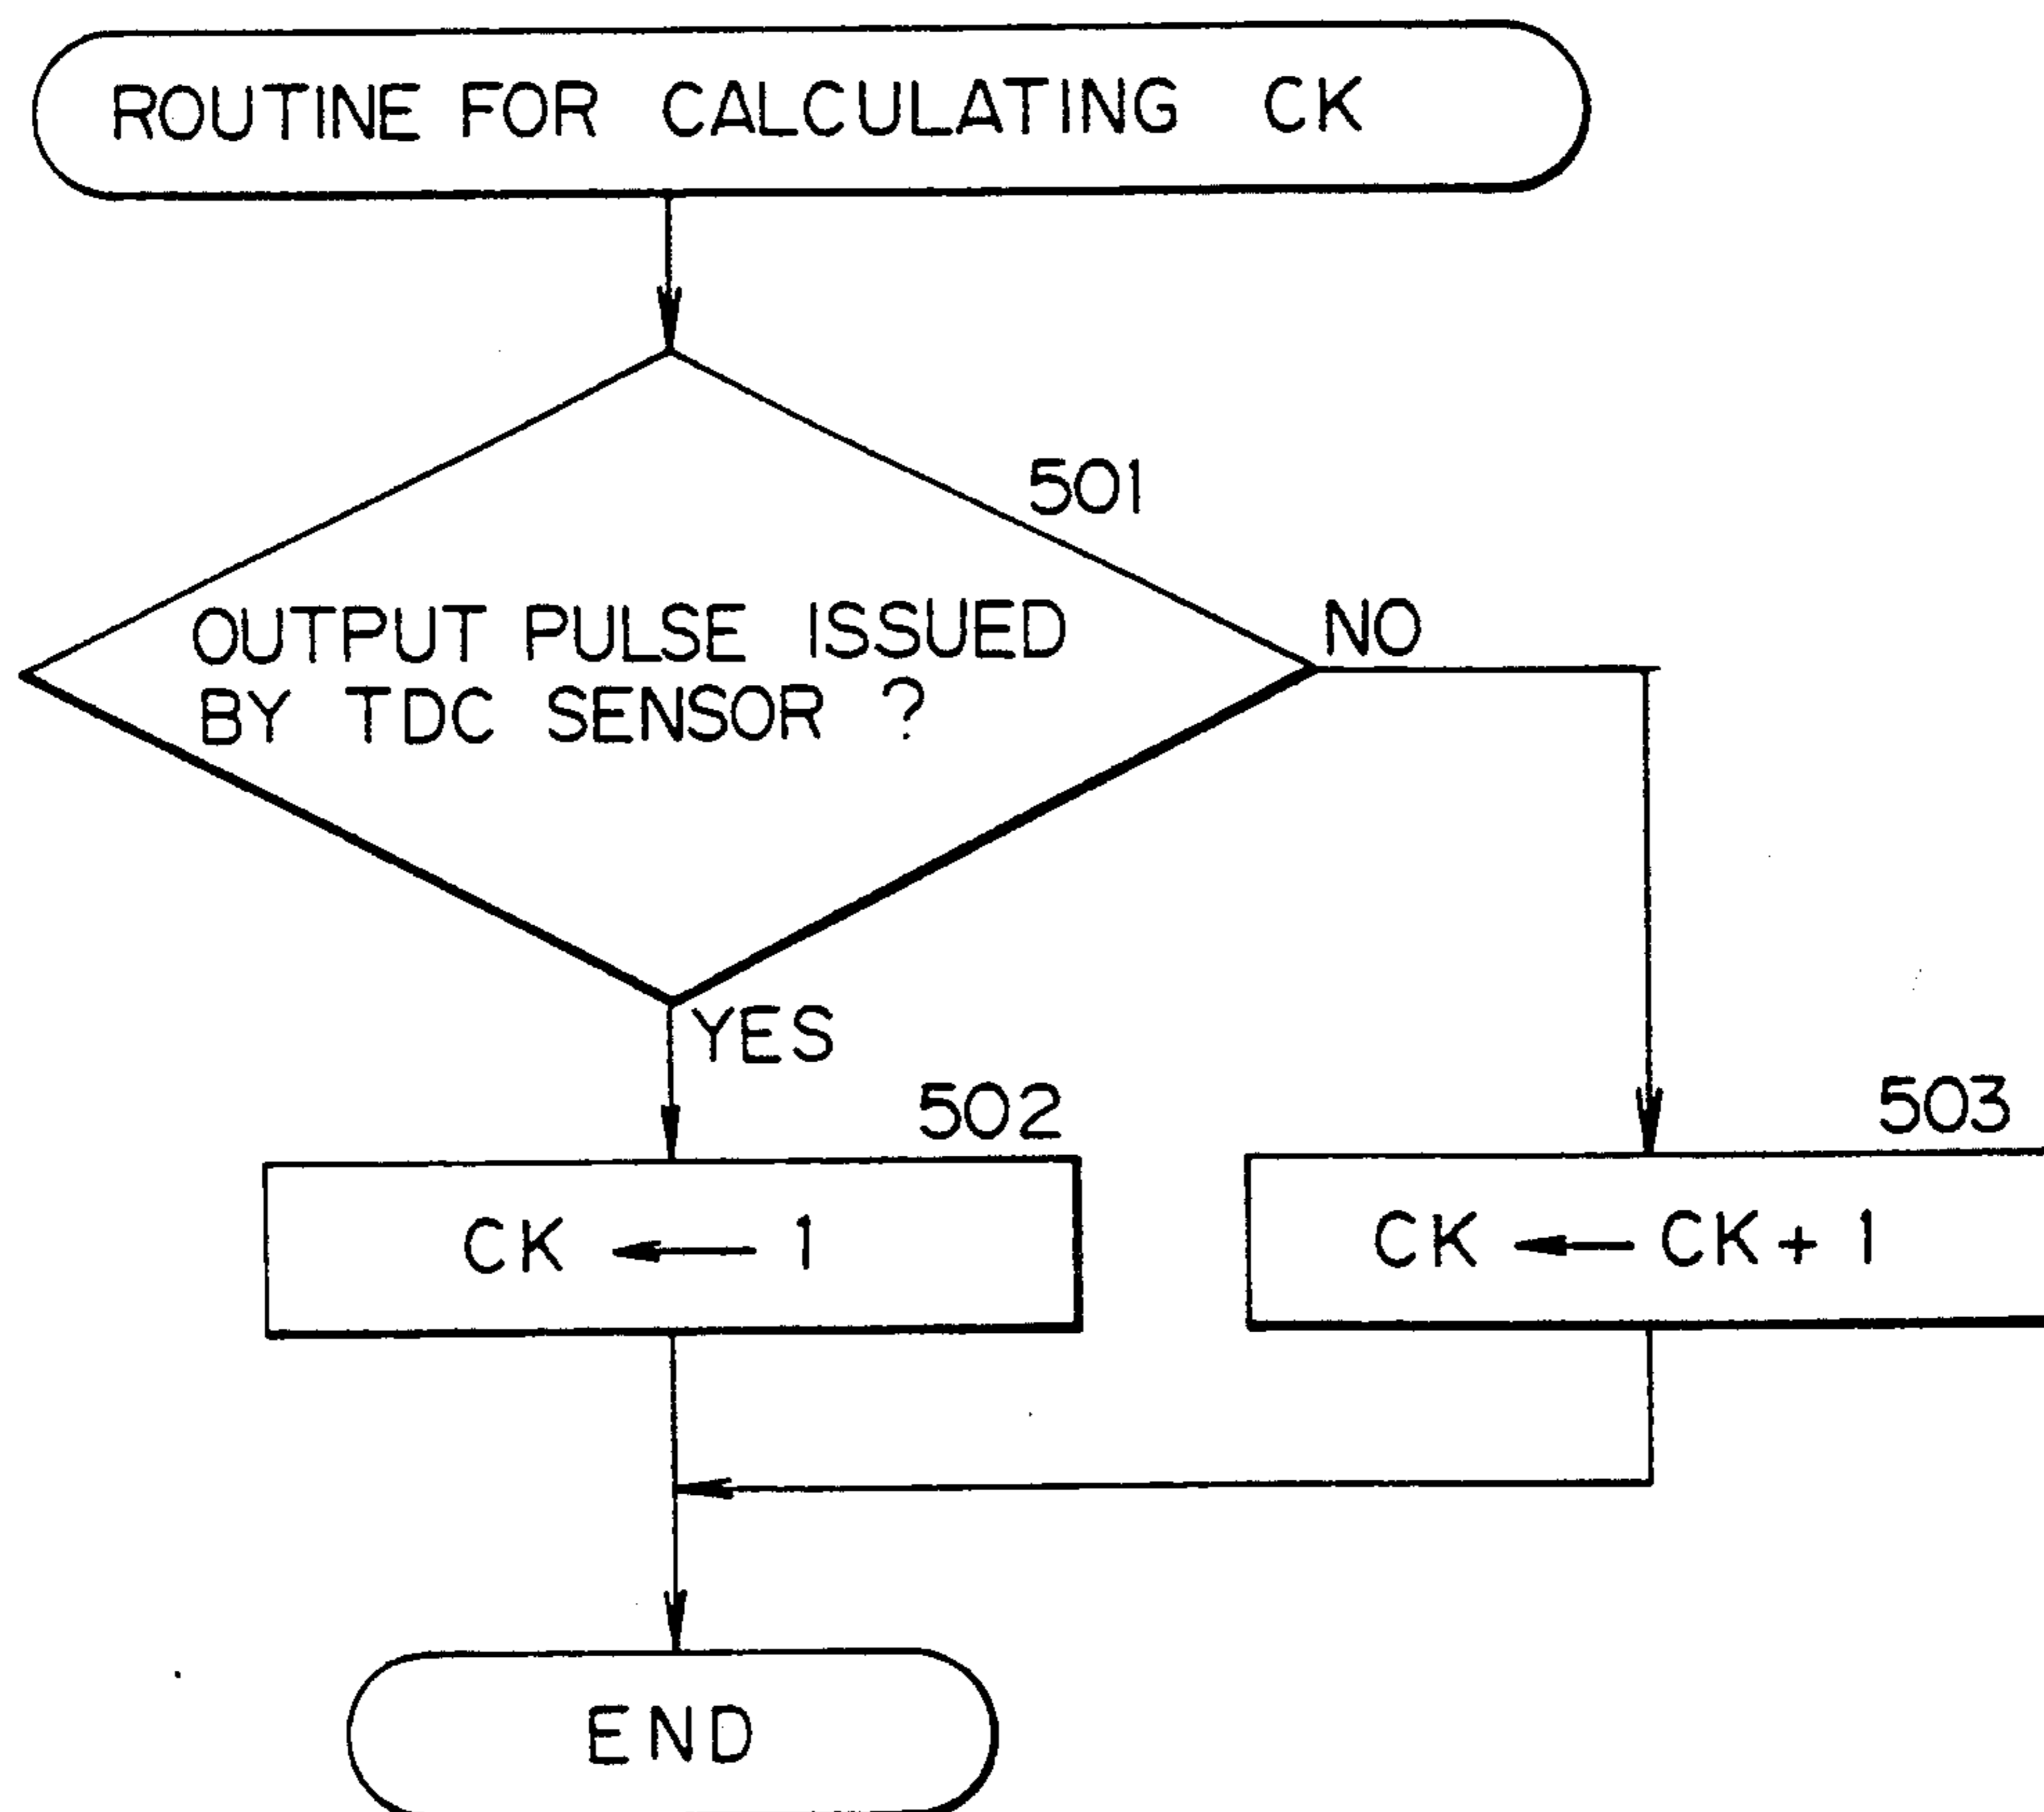 ROUTINE FOR CALCULATING CK
501
OUTPUT PULSE ISSUED
BY TDC SENSOR ?
NO
YES
502
CK ← 1
503
CK ← CK + 1
END